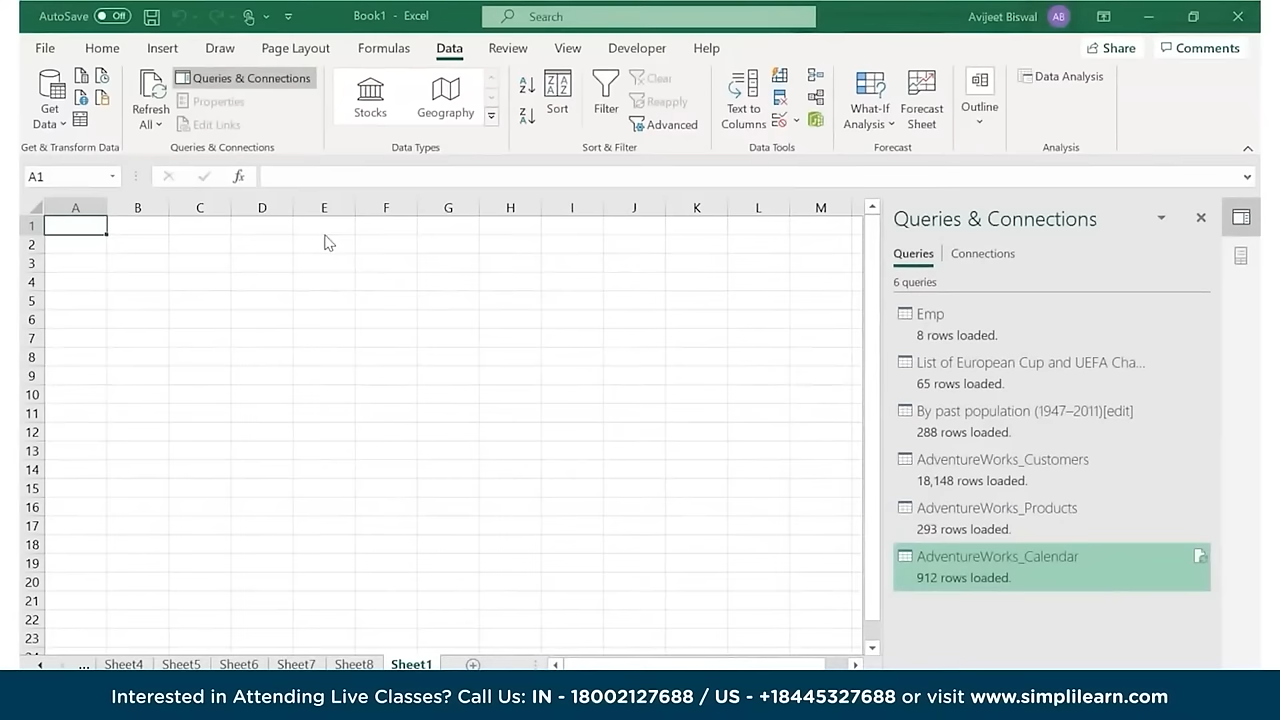 AutoSave Off Book1 - Excel Search Avijeet Biswal AB
File Home Insert Draw Page Layout Formulas Data Review View Developer Help Share Comments
Get Data
Refresh All
Queries & Connections
Properties
Edit Links
Stocks
Geography
Sort
Filter
Clear
Reapply
Advanced
Text to Columns
What-If Analysis
Forecast Sheet
Outline
Data Analysis
Get & Transform Data Queries & Connections Data Types Sort & Filter Data Tools Forecast Analysis
A1 fx
A B C D E F G H I J K L M
1
2
3
4
5
6
7
8
9
10
11
12
13
14
15
16
17
18
19
20
21
22
23
Queries & Connections
Queries Connections
6 queries
Emp
8 rows loaded.
List of European Cup and UEFA Cha...
65 rows loaded.
By past population (1947–2011)[edit]
288 rows loaded.
AdventureWorks_Customers
18,148 rows loaded.
AdventureWorks_Products
293 rows loaded.
AdventureWorks_Calendar
912 rows loaded.
... Sheet4 Sheet5 Sheet6 Sheet7 Sheet8 Sheet1
Interested in Attending Live Classes? Call Us: IN - 18002127688 / US - +18445327688 or visit www.simplilearn.com